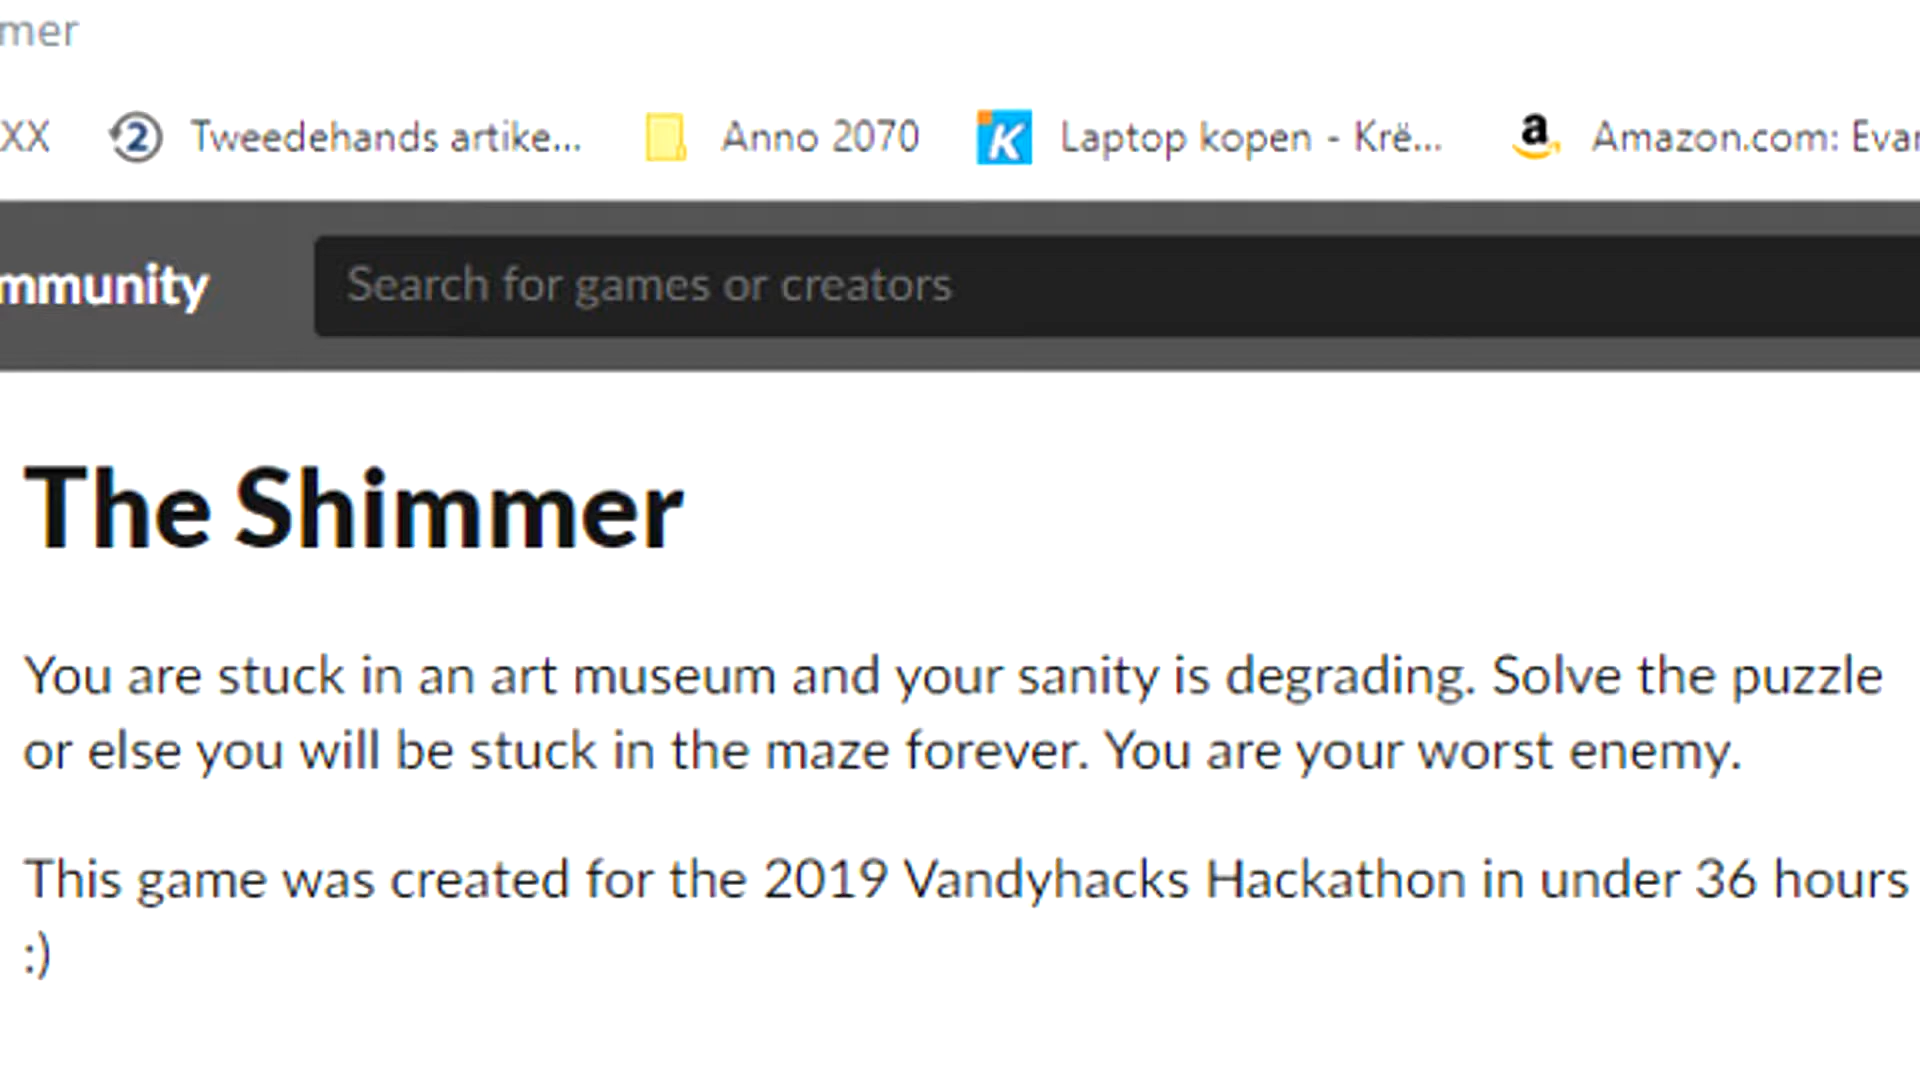 mer
XX Tweedehands artike... Anno 2070 Laptop kopen - Krë... Amazon.com: Evan
mmunity Search for games or creators
The Shimmer
You are stuck in an art museum and your sanity is degrading. Solve the puzzle
or else you will be stuck in the maze forever. You are your worst enemy.
This game was created for the 2019 Vandyhacks Hackathon in under 36 hours
:)